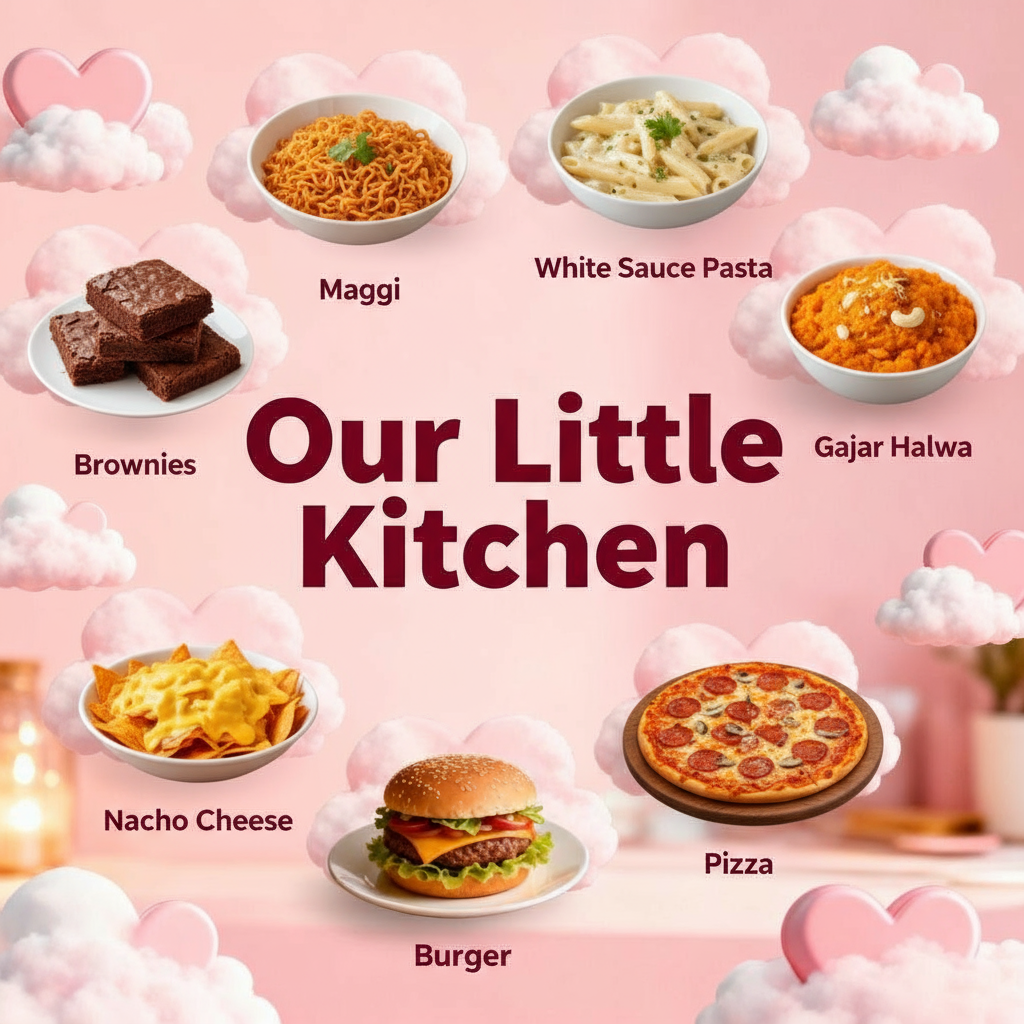 Maggi
White Sauce Pasta
Brownies
Gajar Halwa
Our Little
Kitchen
Nacho Cheese
Pizza
Burger